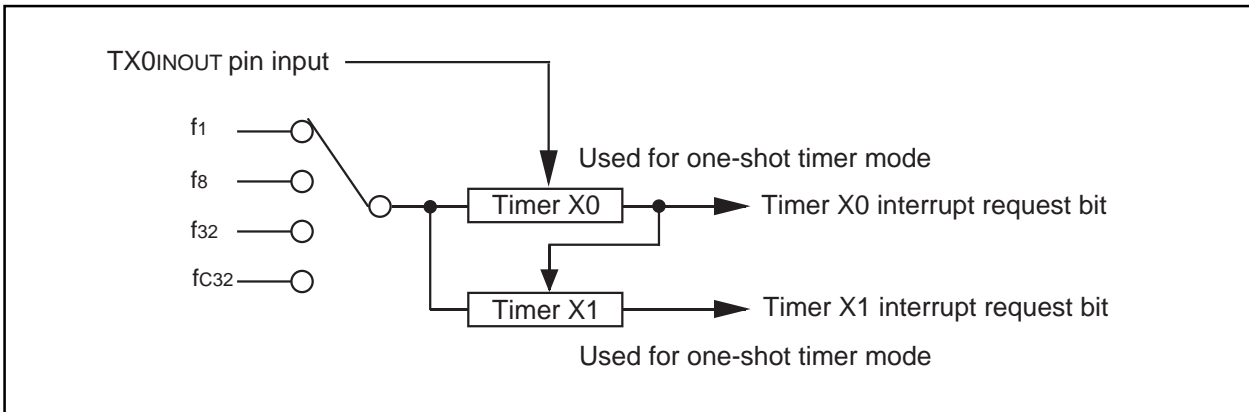 TX0INOUT pin input
f1
f8
f32
fC32
Used for one-shot timer mode
Timer X0
Timer X0 interrupt request bit
Timer X1
Timer X1 interrupt request bit
Used for one-shot timer mode